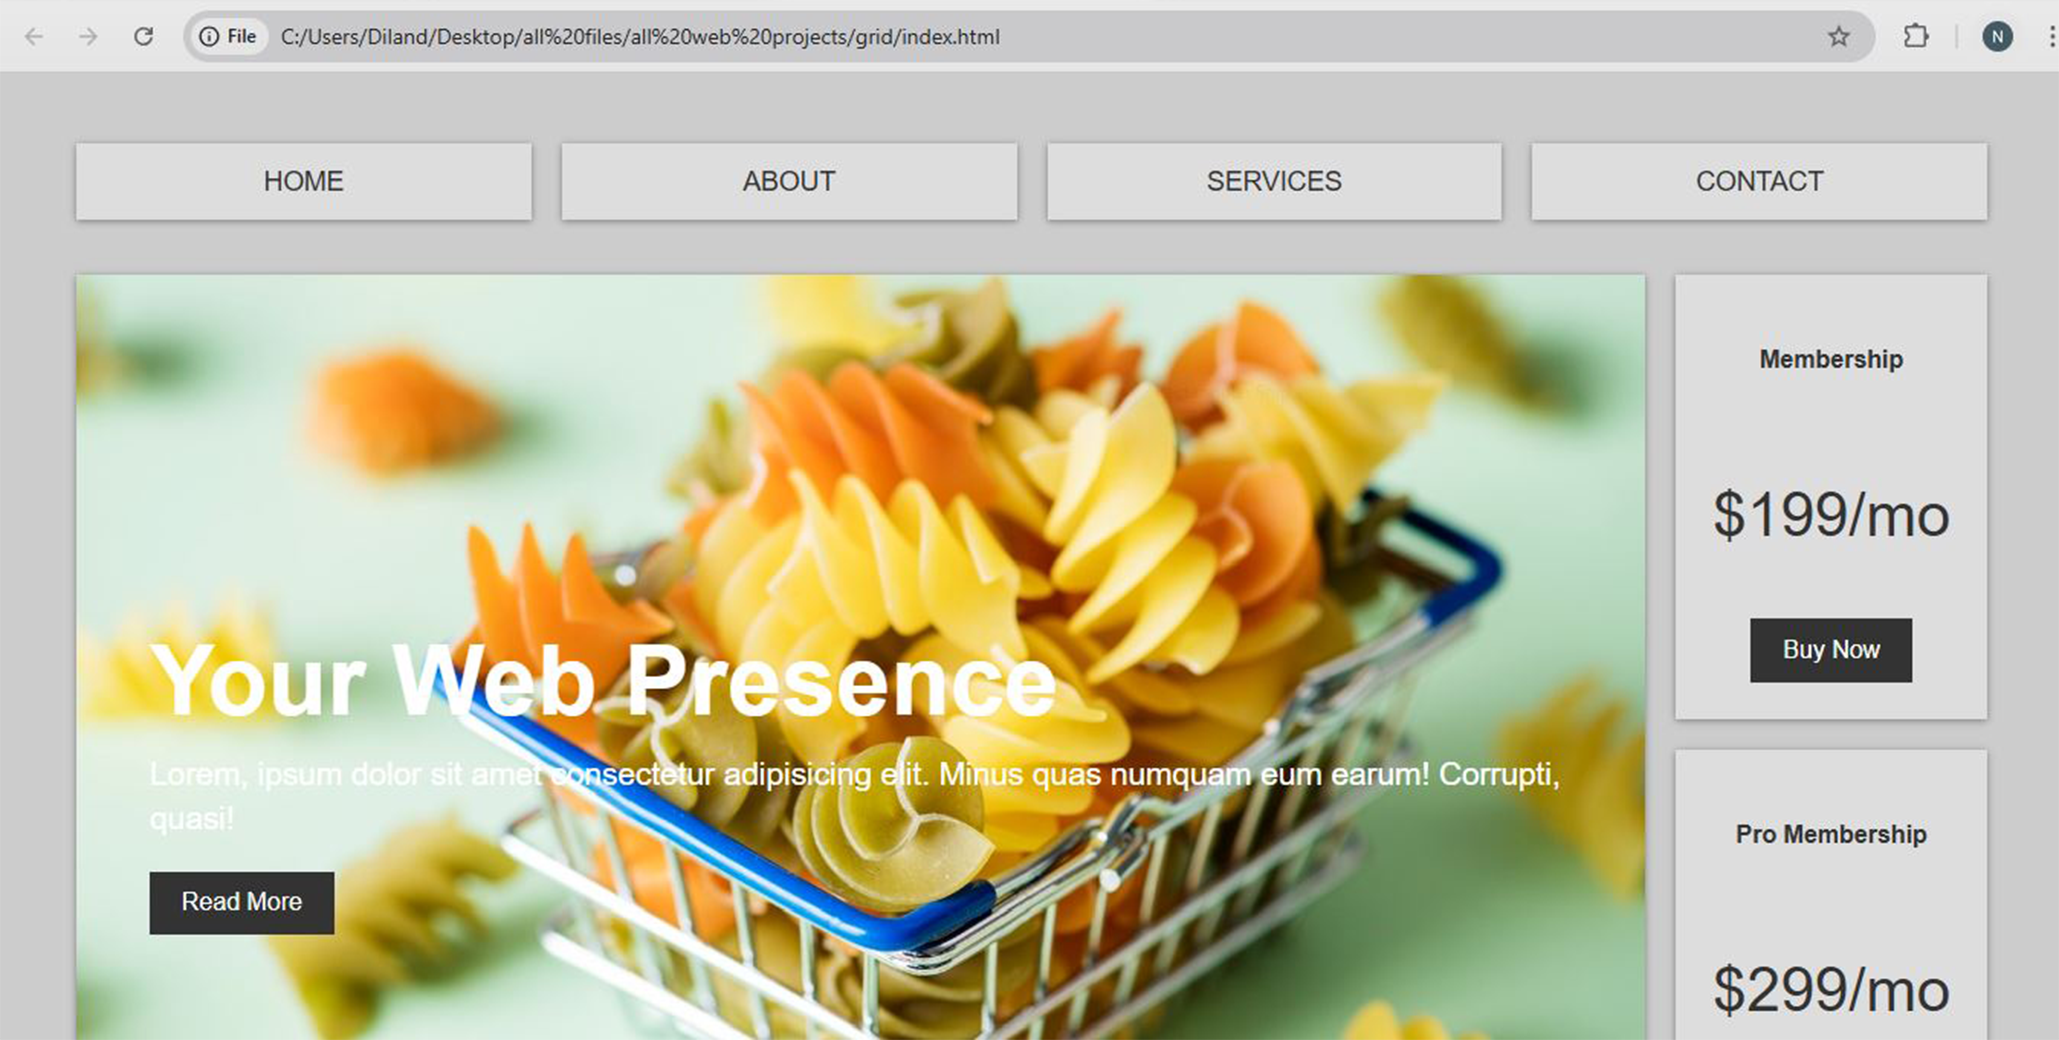 File C:/Users/Diland/Desktop/all%20files/all%20web%20projects/grid/index.html
N
HOME ABOUT SERVICES CONTACT
Your Web Presence
Lorem, ipsum dolor sit amet consectetur adipisicing elit. Minus quas numquam eum earum! Corrupti,
quasi!
Read More
Membership
$199/mo
Buy Now
Pro Membership
$299/mo